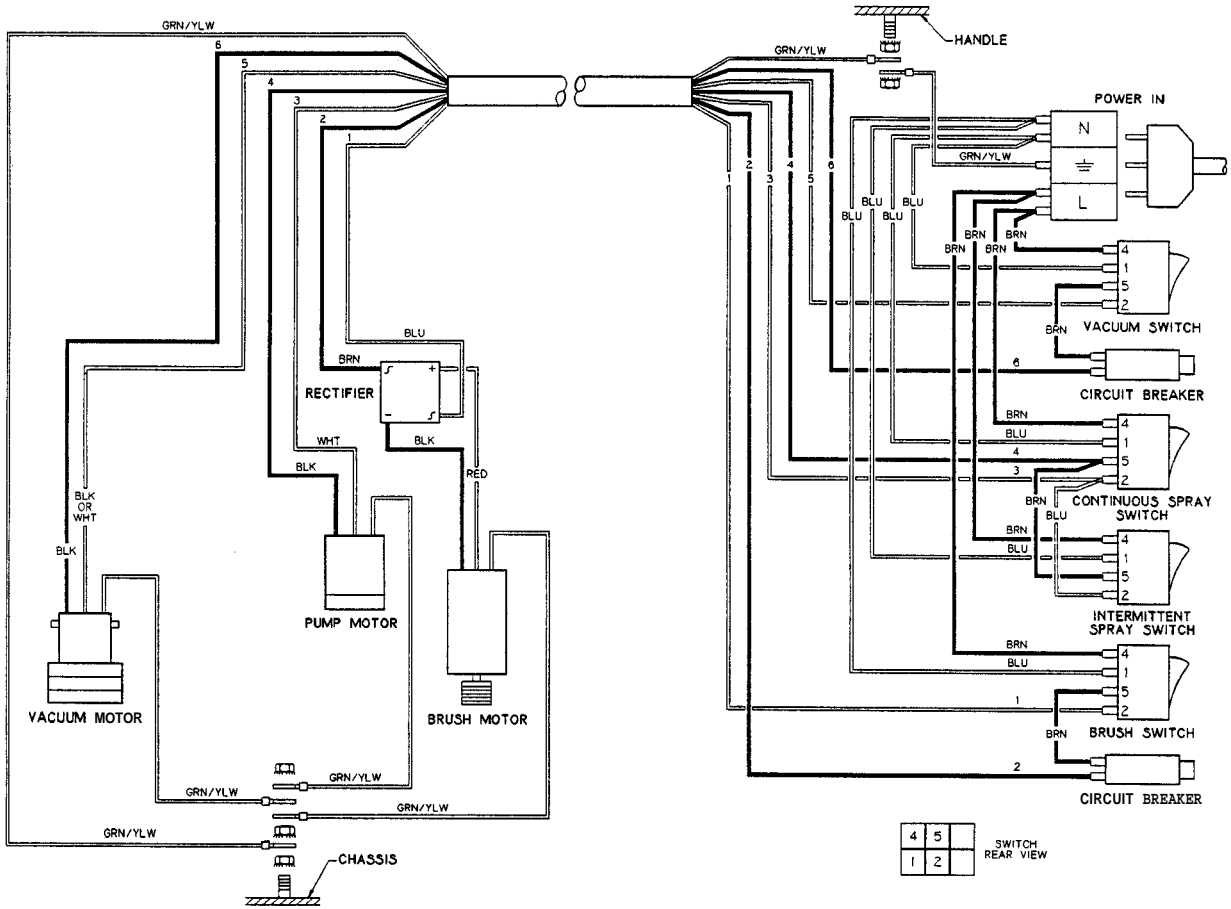 GRN/YLW
6
5
4
3
2
1
GRN/YLW
HANDLE
POWER IN
N
L
GRN/YLW
1
2
3
4
5
6
BLU
BLU
BLU
BLU
BRN
BRN
BRN
BRN
4
1
5
2
VACUUM SWITCH
BRN
6
CIRCUIT BREAKER
BRN
BLU
4
3
4
1
5
2
CONTINUOUS SPRAY
SWITCH
BRN
BLU
BRN
BLU
4
1
5
2
INTERMITTENT
SPRAY SWITCH
BRN
BLU
1
4
1
5
2
BRUSH SWITCH
BRN
2
CIRCUIT BREAKER
4 5
1 2
SWITCH
REAR VIEW
BLU
BRN
RECTIFIER
+
-
WHT
BLK
BLK
RED
BLK
OR
WHT
BLK
PUMP MOTOR
VACUUM MOTOR
BRUSH MOTOR
GRN/YLW
GRN/YLW
GRN/YLW
GRN/YLW
CHASSIS